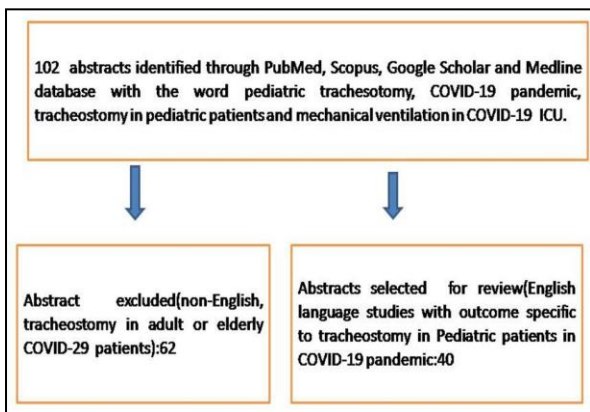 102 abstracts identified through PubMed, Scopus, Google Scholar and Medline
database with the word pediatric trachesotomy, COVID-19 pandemic,
tracheostomy in pediatric patients and mechanical ventilation in COVID-19 ICU.
Abstract excluded(non-English,
tracheostomy in adult or elderly
COVID-29 patients):62
Abstracts selected for review(English
language studies with outcome specific
to tracheostomy in Pediatric patients in
COVID-19 pandemic:40